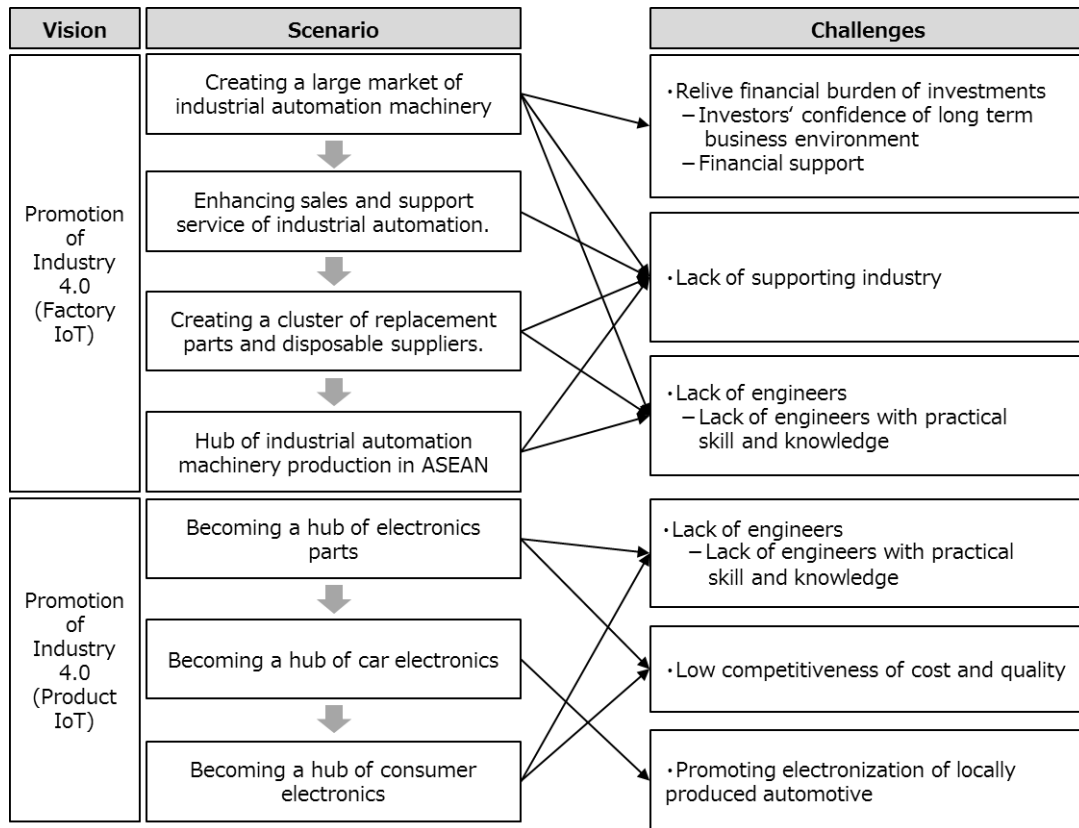 Vision
Scenario
Challenges
Promotion
of
Industry
4.0
(Factory
IoT)
Creating a large market of
industrial automation machinery
Enhancing sales and support
service of industrial automation.
Creating a cluster of replacement
parts and disposable suppliers.
Hub of industrial automation
machinery production in ASEAN
・Relive financial burden of investments
－Investors‘ confidence of long term
business environment
－Financial support
・Lack of supporting industry
・Lack of engineers
－Lack of engineers with practical
skill and knowledge
Promotion
of
Industry
4.0
(Product
IoT)
Becoming a hub of electronics
parts
Becoming a hub of car electronics
Becoming a hub of consumer
electronics
・Lack of engineers
－Lack of engineers with practical
skill and knowledge
・Low competitiveness of cost and quality
・Promoting electronization of locally
produced automotive